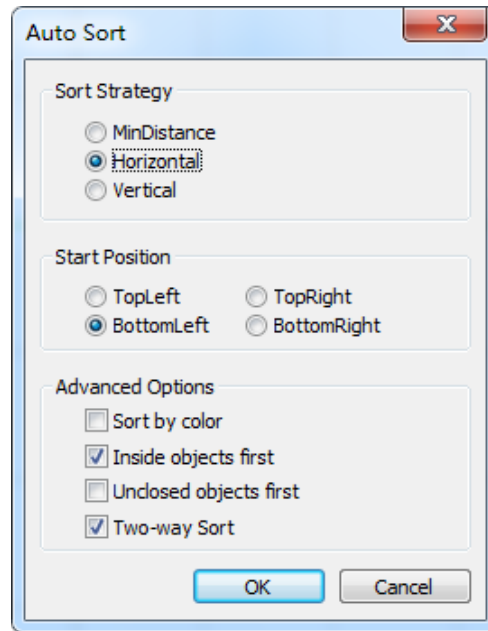 Auto Sort
Sort Strategy
MinDistance
Horizontal
Vertical
Start Position
TopLeft TopRight
BottomLeft BottomRight
Advanced Options
Sort by color
Inside objects first
Unclosed objects first
Two-way Sort
OK Cancel